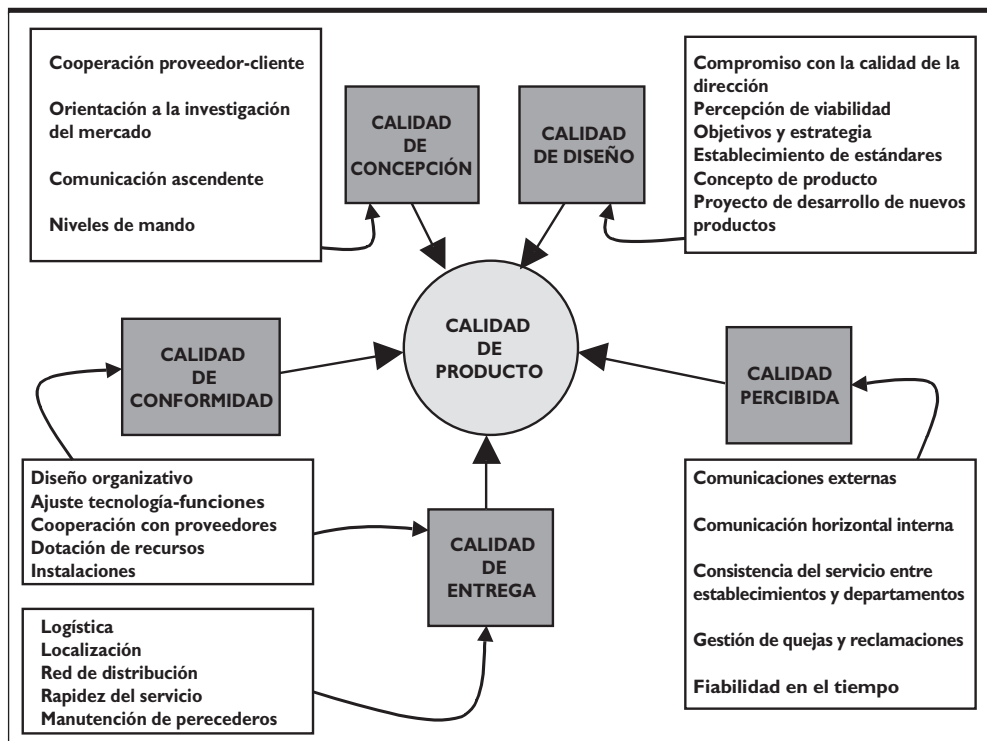 Cooperación proveedor-cliente
Orientación a la investigación
del mercado
Comunicación ascendente
Niveles de mando
CALIDAD
DE
CONCEPCIÓN
CALIDAD
DE DISEÑO
Compromiso con la calidad de la
dirección
Percepción de viabilidad
Objetivos y estrategia
Establecimiento de estándares
Concepto de producto
Proyecto de desarrollo de nuevos
productos
CALIDAD
DE
PRODUCTO
CALIDAD
DE
CONFORMIDAD
CALIDAD
PERCIBIDA
Diseño organizativo
Ajuste tecnología-funciones
Cooperación con proveedores
Dotación de recursos
Instalaciones
CALIDAD
DE
ENTREGA
Comunicaciones externas
Comunicación horizontal interna
Consistencia del servicio entre
establecimientos y departamentos
Gestión de quejas y reclamaciones
Fiabilidad en el tiempo
Logística
Localización
Red de distribución
Rapidez del servicio
Manutención de perecederos